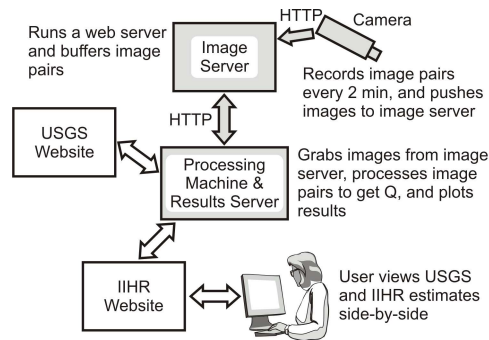 HTTP
Camera
Runs a web server
and buffers image
pairs
Image
Server
Records image pairs
every 2 min, and pushes
images to image server
HTTP
USGS
Website
Processing
Machine &
Results Server
Grabs images from image
server, processes image
pairs to get Q, and plots
results
IIHR
Website
User views USGS
and IIHR estimates
side-by-side